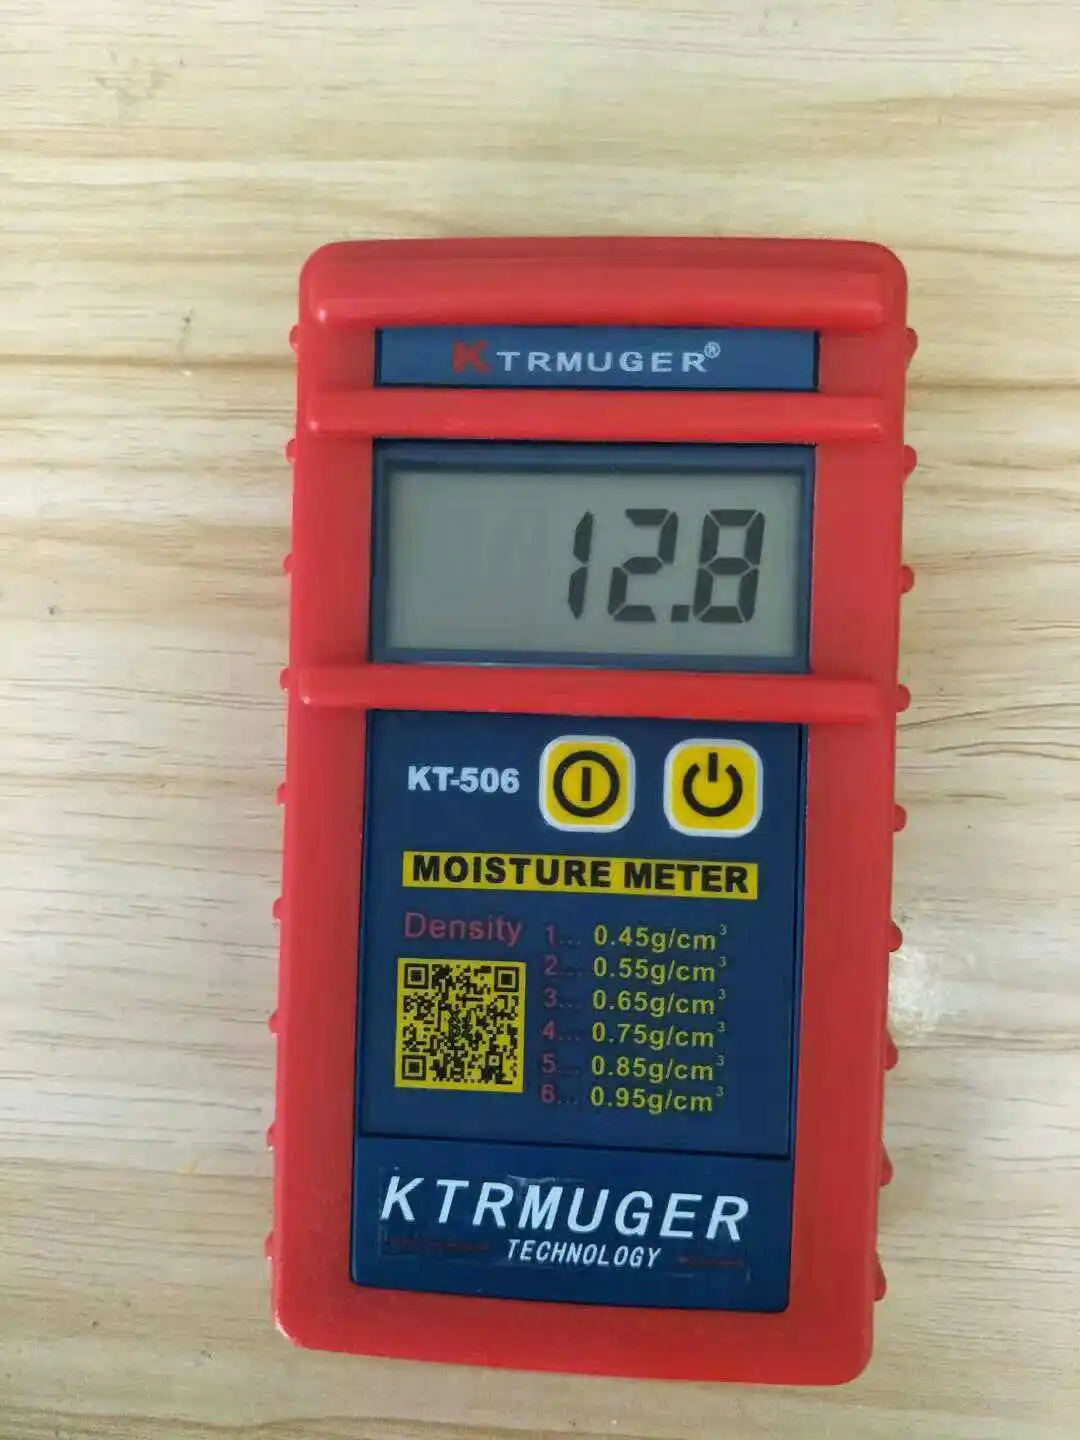 KTRMUGER®
12.8
KT-506
MOISTURE METER
Density 1... 0.45g/cm³
2... 0.55g/cm³
3... 0.65g/cm³
4... 0.75g/cm³
5... 0.85g/cm³
6... 0.95g/cm³
KTRMUGER
TECHNOLOGY